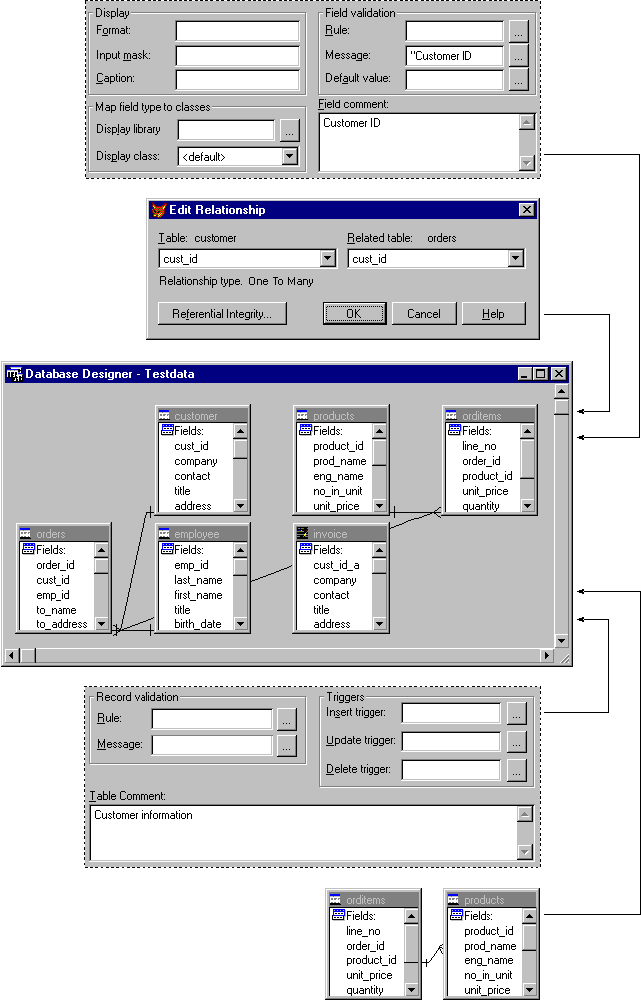 Display
Format:
Input mask:
Caption:
Field validation
Rule:
...
Message:
"Customer ID
...
Default value:
...
Map field type to classes
Display library
...
Display class:
<default>
Field comment:
Customer ID
Edit Relationship
Table: customer
Related table: orders
cust_id
cust_id
Relationship type. One To Many
Referential Integrity...
OK
Cancel
Help
Database Designer - Testdata
customer
Fields:
cust_id
company
contact
title
address
products
Fields:
product_id
prod_name
eng_name
no_in_unit
unit_price
orditems
Fields:
line_no
order_id
product_id
unit_price
quantity
orders
Fields:
order_id
cust_id
emp_id
to_name
to_address
employee
Fields:
emp_id
last_name
first_name
title
birth_date
invoice
Fields:
cust_id_a
company
contact
title
address
Record validation
Rule:
...
Message:
...
Triggers
Insert trigger:
...
Update trigger:
...
Delete trigger:
...
Table Comment:
Customer information
orditems
Fields:
line_no
order_id
product_id
unit_price
quantity
products
Fields:
product_id
prod_name
eng_name
no_in_unit
unit_price